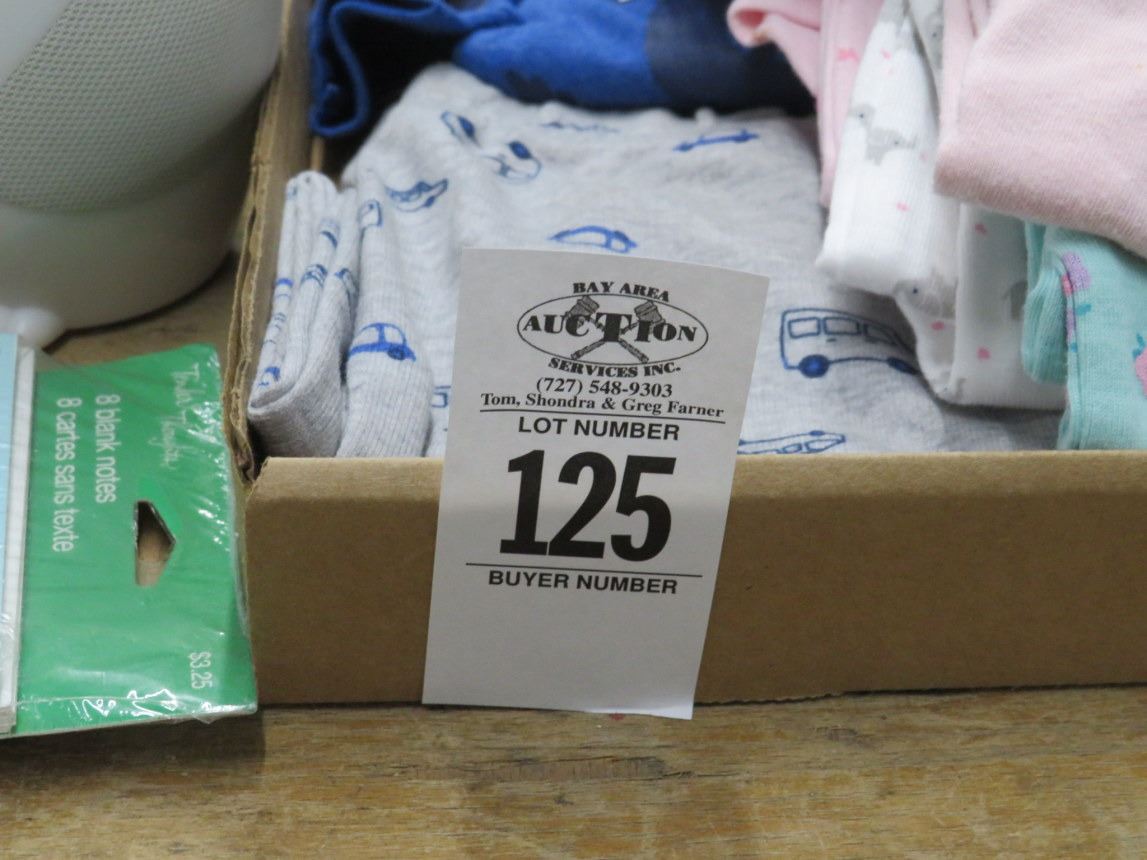 BAY AREA
AUCTION
SERVICES INC.
(727) 548-9303
Tom, Shondra & Greg Farner
LOT NUMBER
125
BUYER NUMBER
8 blank notes
8 cartes sans texte
$3.25